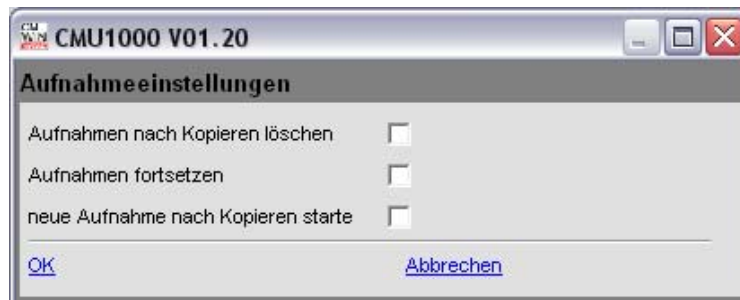 CMU1000 V01.20
Aufnahmeeinstellungen
Aufnahmen nach Kopieren löschen
Aufnahmen fortsetzen
neue Aufnahme nach Kopieren starte
OK Abbrechen